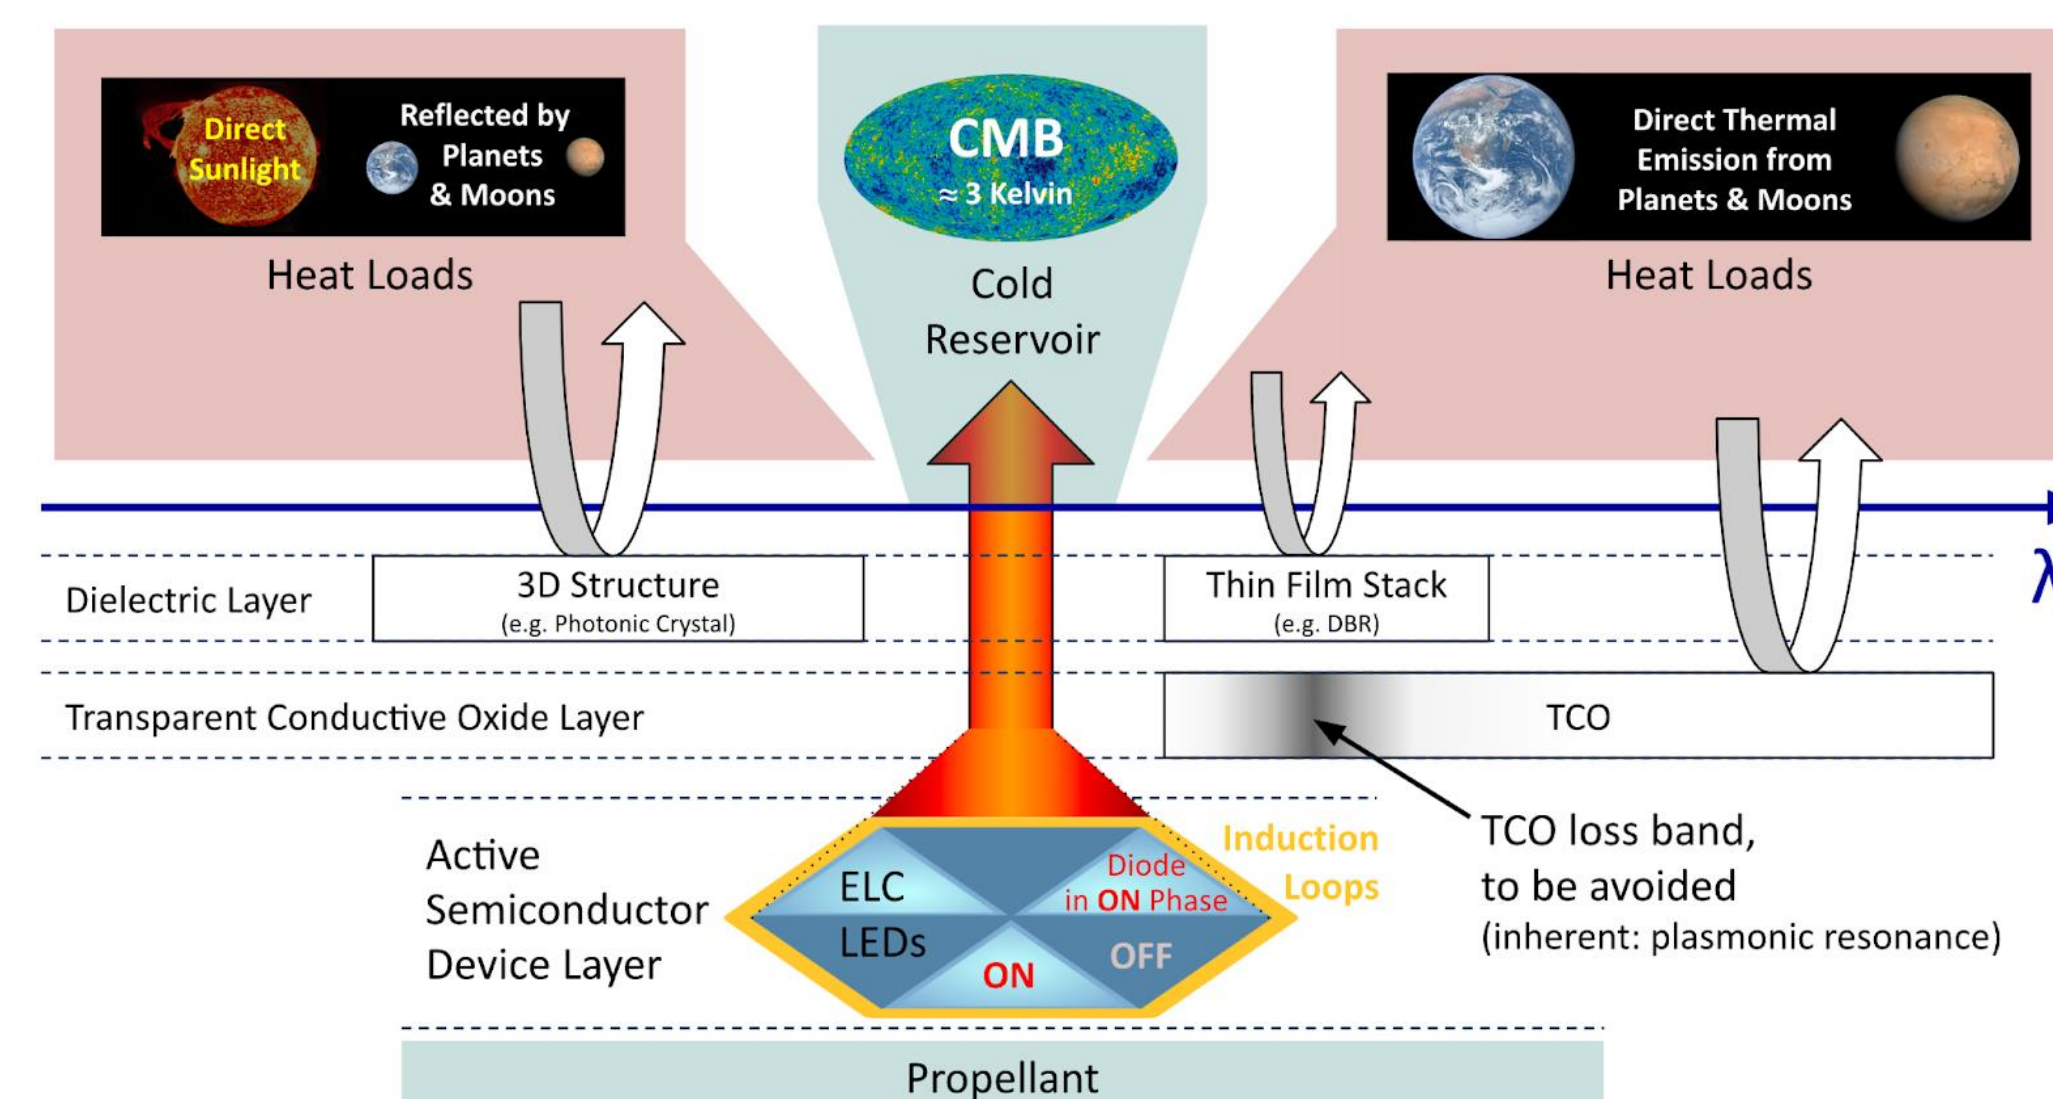 Direct
Sunlight
Reflected by
Planets
& Moons
Heat Loads
CMB
≈ 3 Kelvin
Cold
Reservoir
Direct Thermal
Emission from
Planets & Moons
Heat Loads
λ
Dielectric Layer
3D Structure
(e.g. Photonic Crystal)
Thin Film Stack
(e.g. DBR)
Transparent Conductive Oxide Layer
TCO
TCO loss band,
to be avoided
(inherent: plasmonic resonance)
Active
Semiconductor
Device Layer
ELC
LEDs
Diode
in ON Phase
ON
OFF
Induction
Loops
Propellant